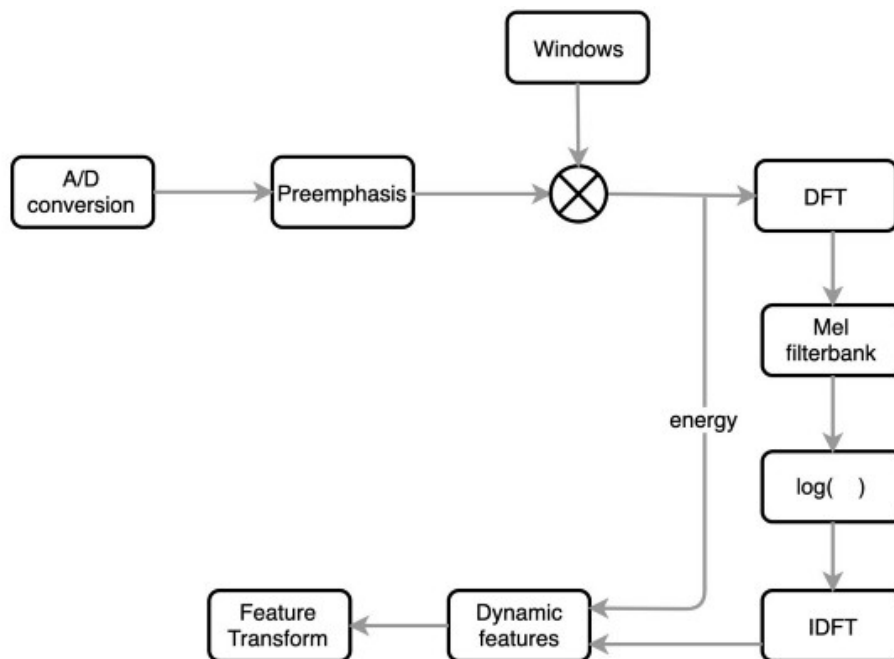 Windows
A/D
conversion
Preemphasis
DFT
Mel
filterbank
energy
log( )
Feature
Transform
Dynamic
features
IDFT